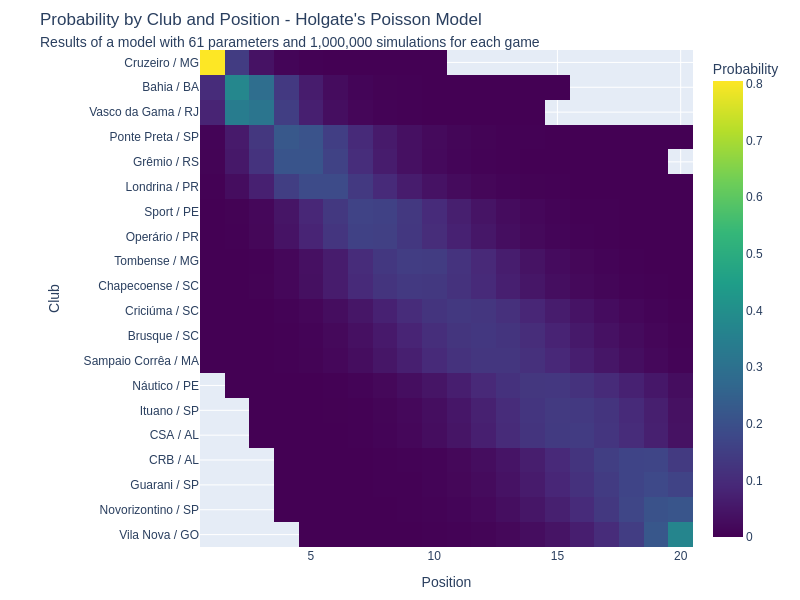 Probability by Club and Position - Holgate's Poisson Model
Results of a model with 61 parameters and 1,000,000 simulations for each game
Probability
Club
Cruzeiro / MG
Bahia / BA
Vasco da Gama / RJ
Ponte Preta / SP
Grêmio / RS
Londrina / PR
Sport / PE
Operário / PR
Tombense / MG
Chapecoense / SC
Criciúma / SC
Brusque / SC
Sampaio Corrêa / MA
Náutico / PE
Ituano / SP
CSA / AL
CRB / AL
Guarani / SP
Novorizontino / SP
Vila Nova / GO
0.8
0.7
0.6
0.5
0.4
0.3
0.2
0.1
0
5 10 15 20
Position